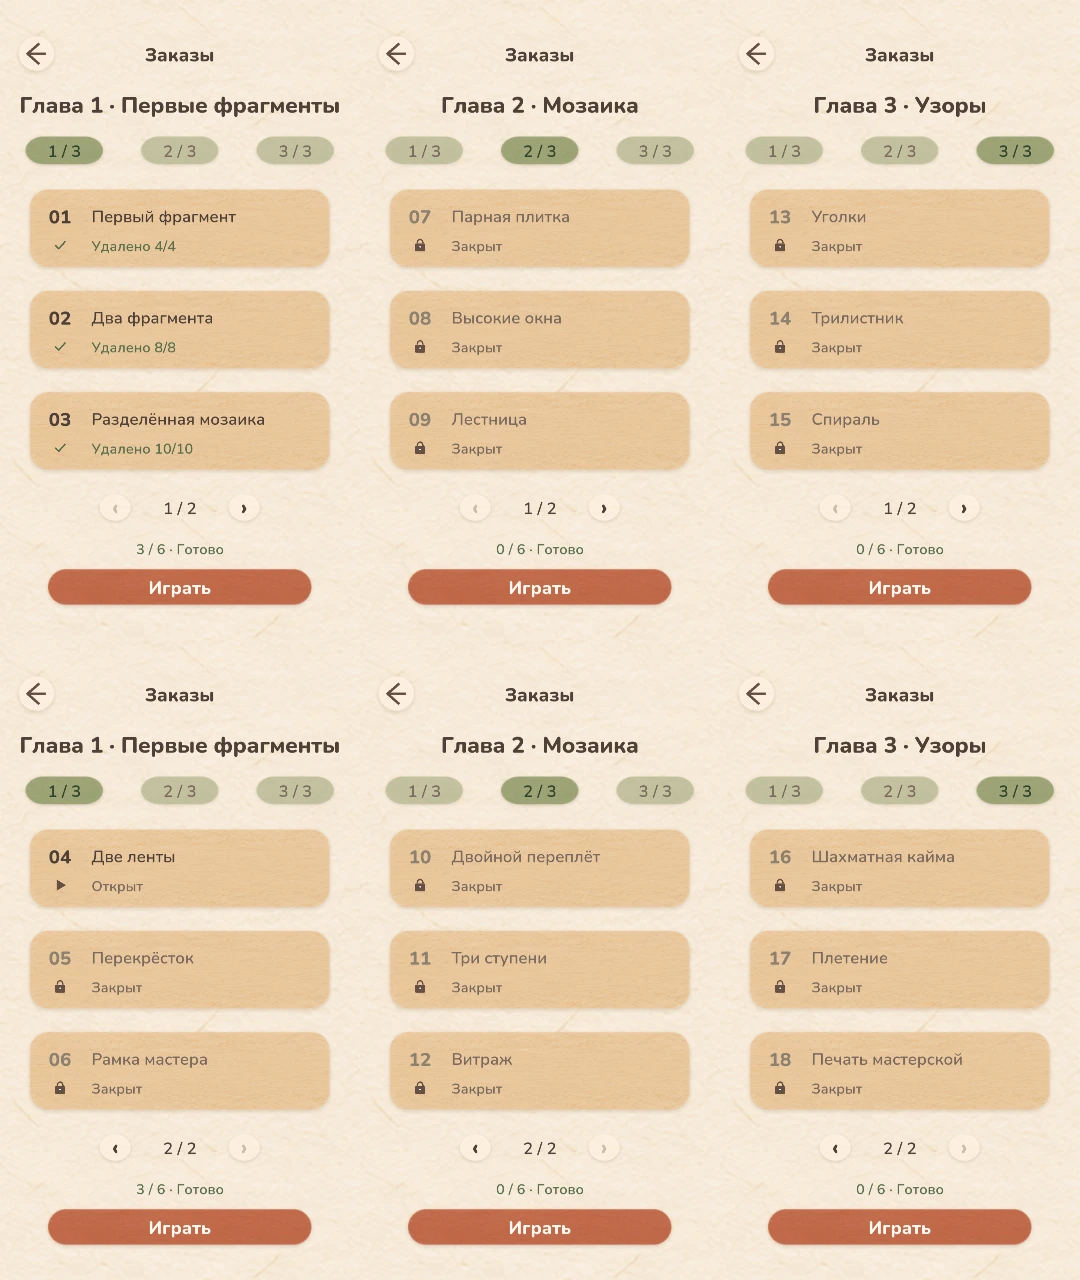 Заказы
Глава 1 · Первые фрагменты
1 / 3 2 / 3 3 / 3
01 Первый фрагмент
Удалено 4/4
02 Два фрагмента
Удалено 8/8
03 Разделённая мозаика
Удалено 10/10
‹ 1 / 2 ›
3 / 6 · Готово
Играть
Заказы
Глава 2 · Мозаика
1 / 3 2 / 3 3 / 3
07 Парная плитка
Закрыт
08 Высокие окна
Закрыт
09 Лестница
Закрыт
‹ 1 / 2 ›
0 / 6 · Готово
Играть
Заказы
Глава 3 · Узоры
1 / 3 2 / 3 3 / 3
13 Уголки
Закрыт
14 Трилистник
Закрыт
15 Спираль
Закрыт
‹ 1 / 2 ›
0 / 6 · Готово
Играть
Заказы
Глава 1 · Первые фрагменты
1 / 3 2 / 3 3 / 3
04 Две ленты
Открыт
05 Перекрёсток
Закрыт
06 Рамка мастера
Закрыт
‹ 2 / 2 ›
3 / 6 · Готово
Играть
Заказы
Глава 2 · Мозаика
1 / 3 2 / 3 3 / 3
10 Двойной переплёт
Закрыт
11 Три ступени
Закрыт
12 Витраж
Закрыт
‹ 2 / 2 ›
0 / 6 · Готово
Играть
Заказы
Глава 3 · Узоры
1 / 3 2 / 3 3 / 3
16 Шахматная кайма
Закрыт
17 Плетение
Закрыт
18 Печать мастерской
Закрыт
‹ 2 / 2 ›
0 / 6 · Готово
Играть